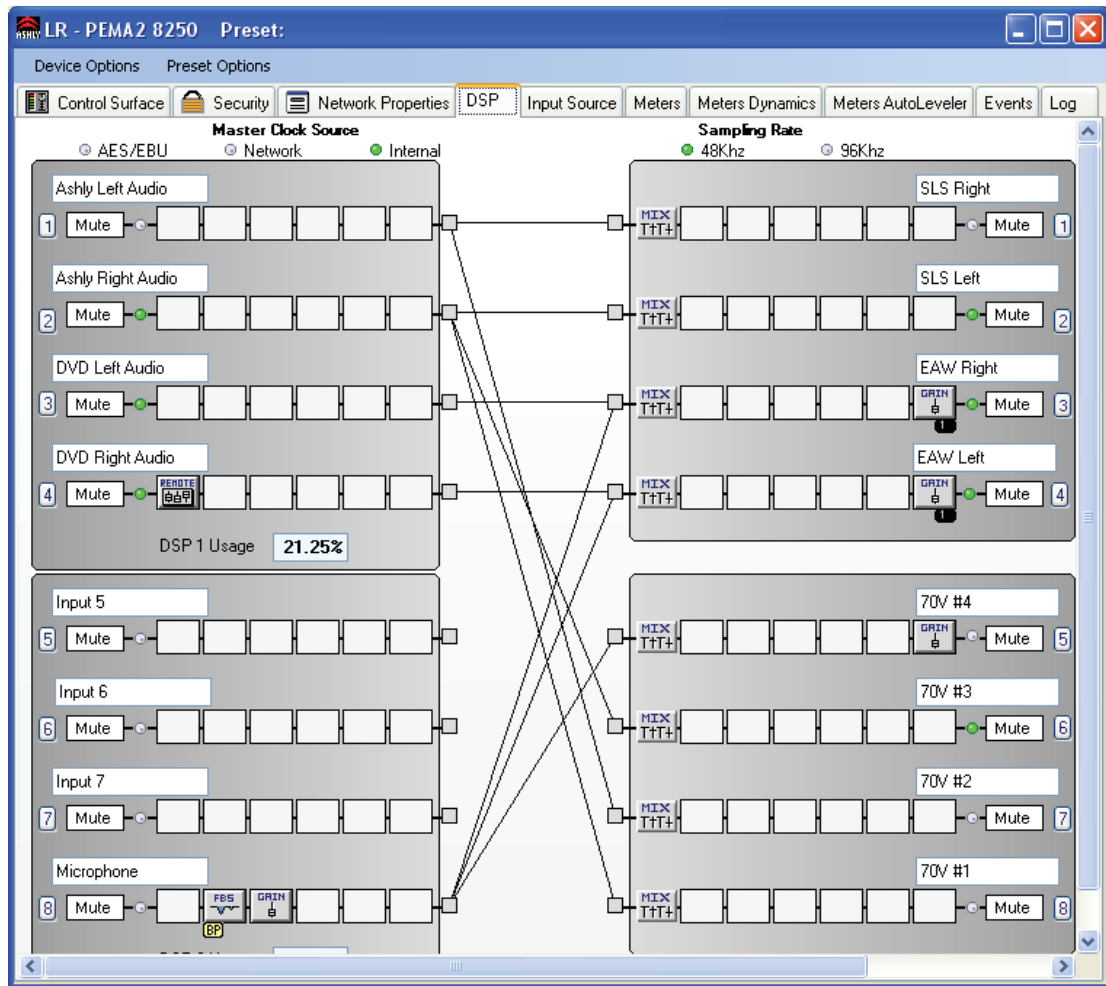 ASHLY LR - PEMA2 8250 Preset:
Device Options Preset Options
Control Surface Security Network Properties DSP Input Source Meters Meters Dynamics Meters AutoLeveler Events Log
Master Clock Source Sampling Rate
AES/EBU Network Internal 48Khz 96Khz
Ashly Left Audio SLS Right
1 Mute MIX Mute 1
Ashly Right Audio SLS Left
2 Mute MIX Mute 2
DVD Left Audio EAW Right
3 Mute MIX GAIN Mute 3
1
DVD Right Audio EAW Left
4 Mute REMOTE MIX GAIN Mute 4
1
DSP 1 Usage 21.25%
Input 5 70V #4
5 Mute MIX GAIN Mute 5
Input 6 70V #3
6 Mute MIX Mute 6
Input 7 70V #2
7 Mute MIX Mute 7
Microphone 70V #1
8 Mute FBS GAIN MIX Mute 8
BP